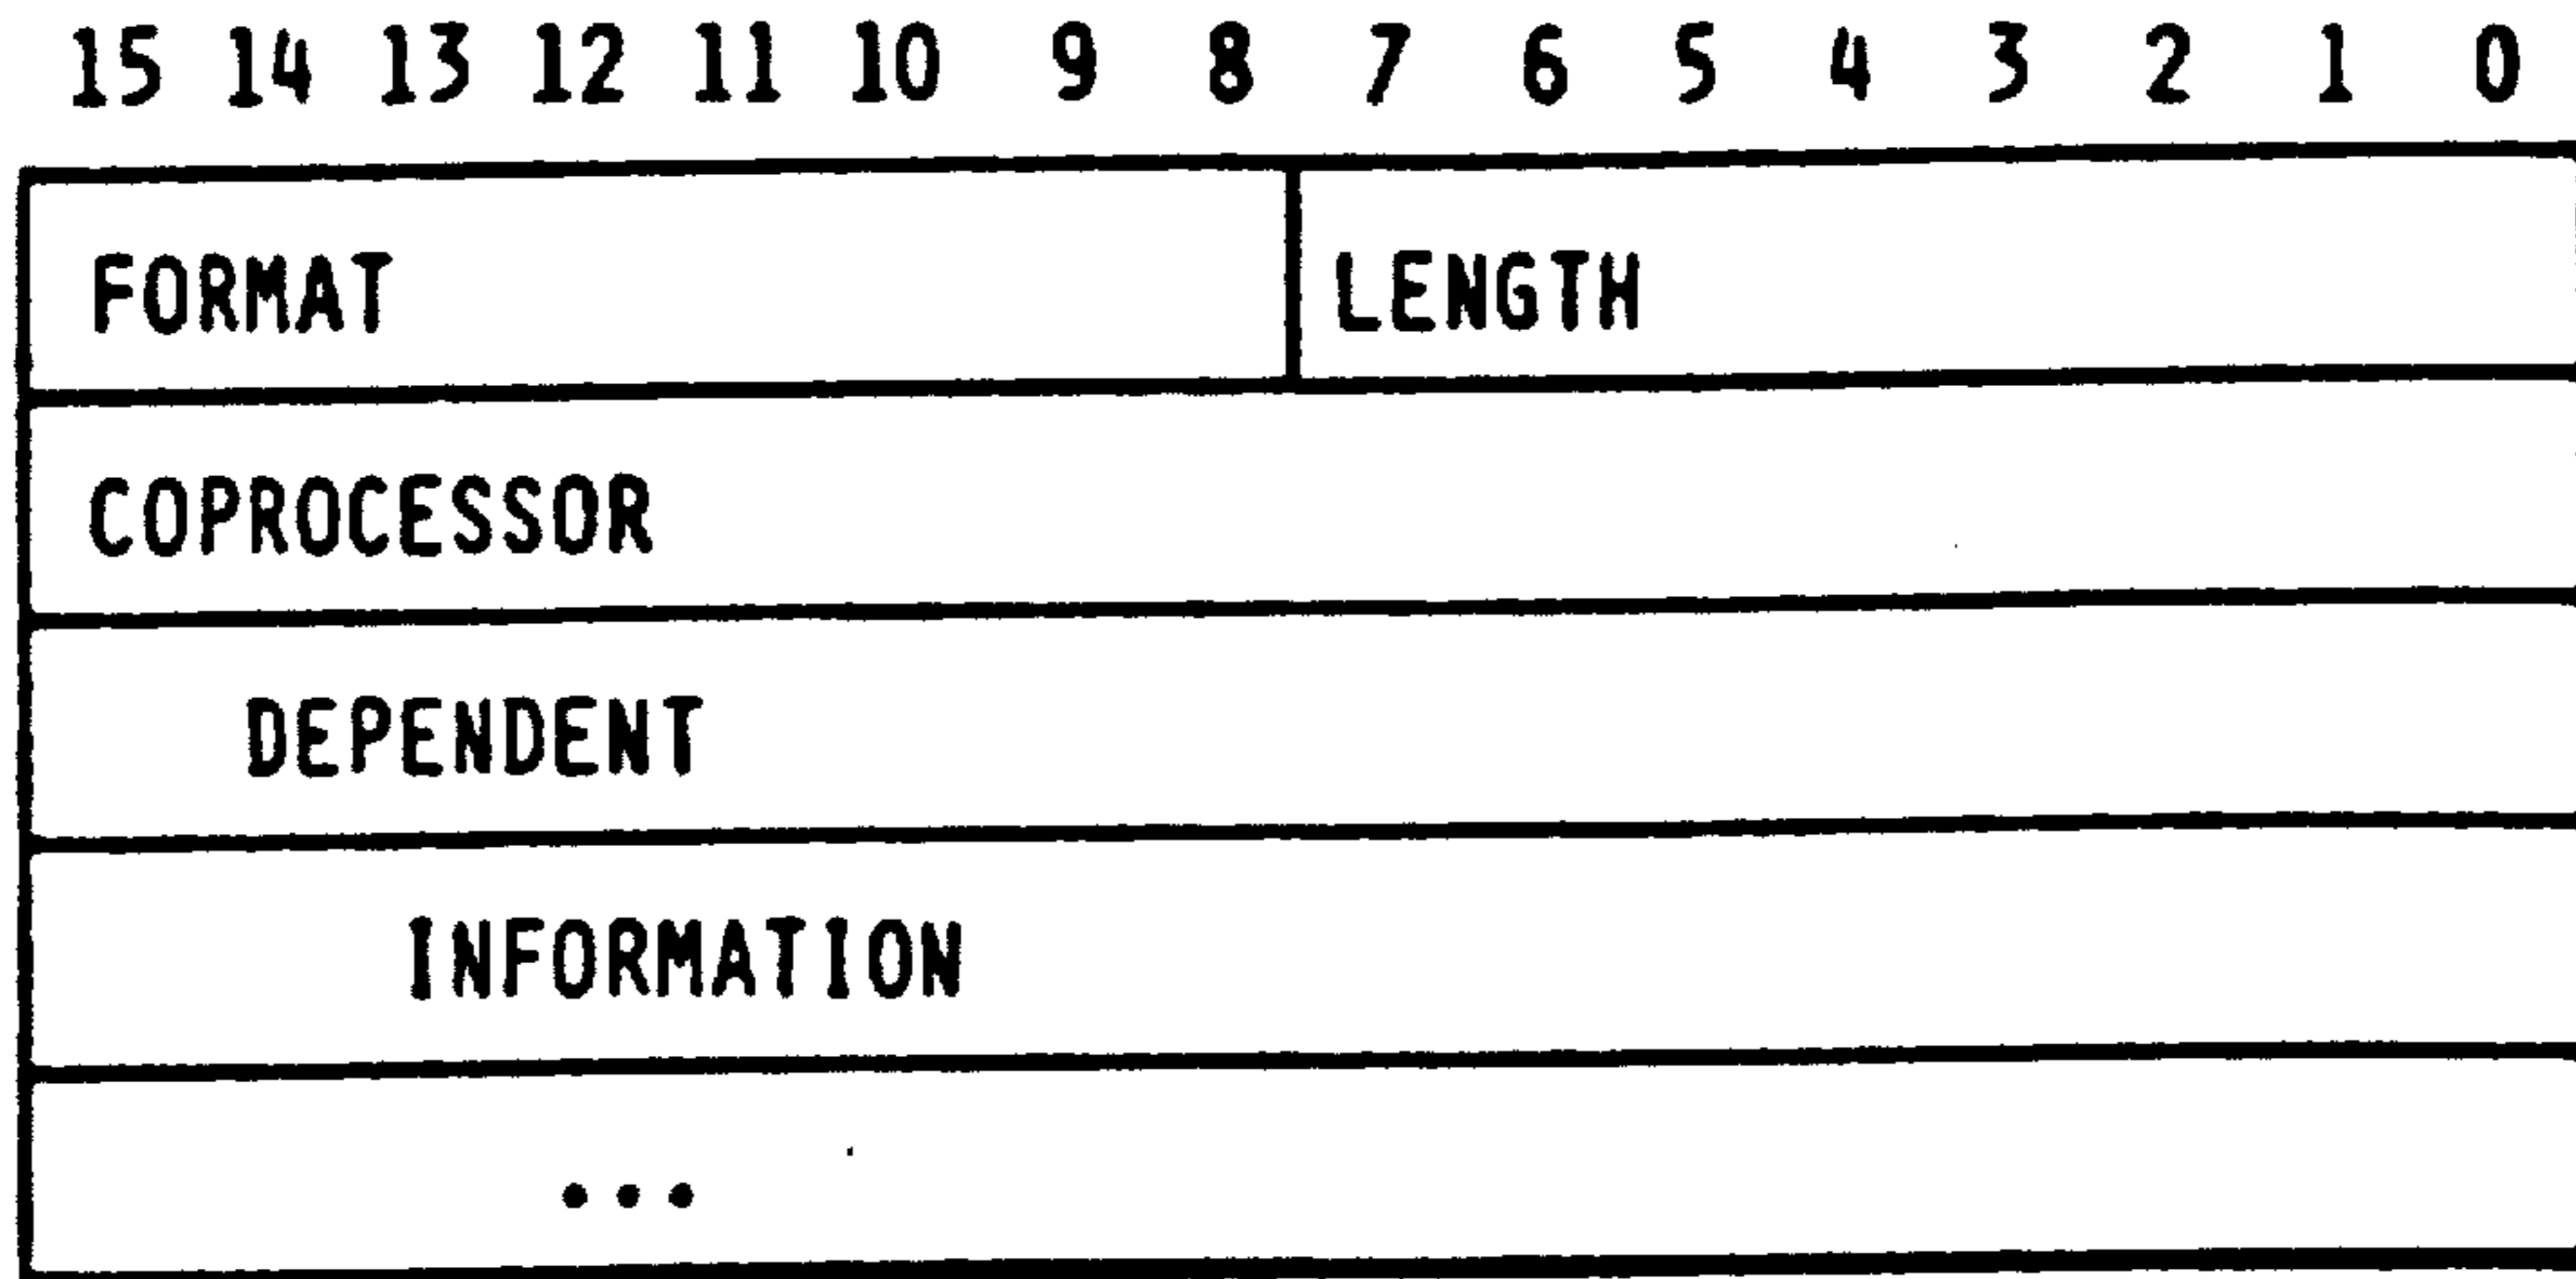 15 14 13 12 11 10 9 8 7 6 5 4 3 2 1 0
FORMAT LENGTH
COPROCESSOR
DEPENDENT
INFORMATION
...